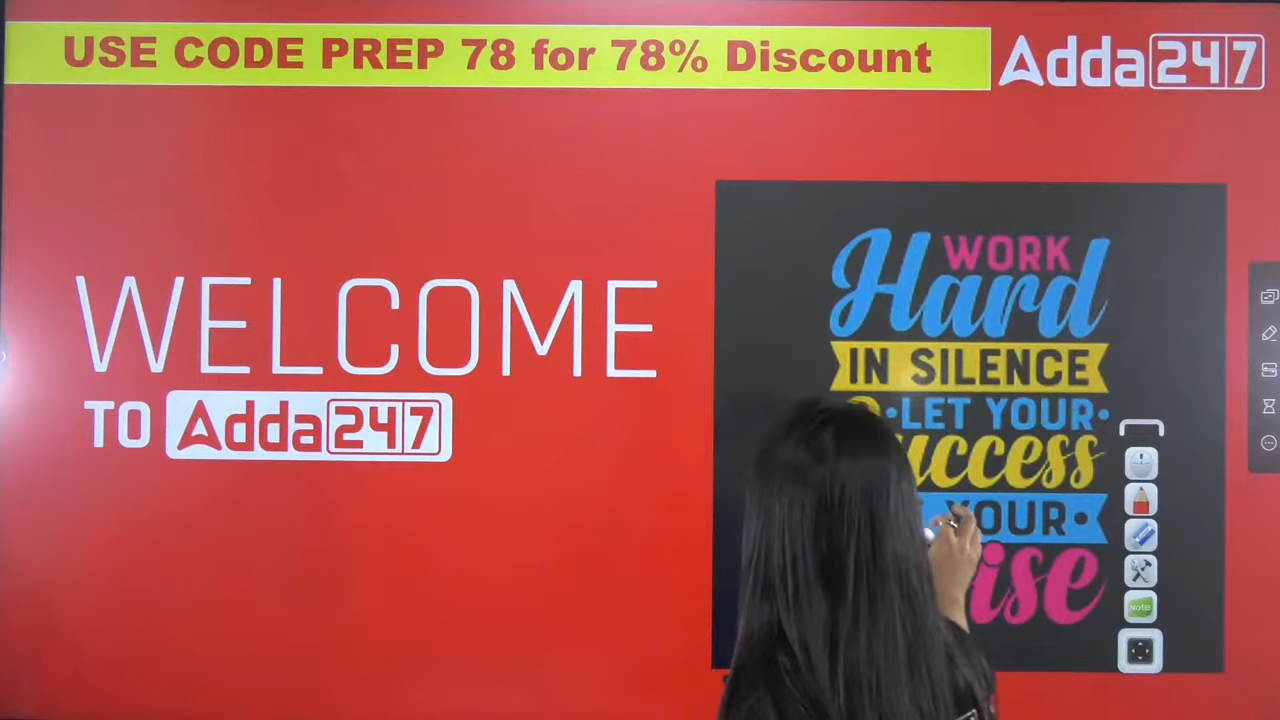 USE CODE PREP 78 for 78% Discount
Adda247
WELCOME
TO Adda247
WORK
Hard
IN SILENCE
•LET YOUR•
YOUR•
Note